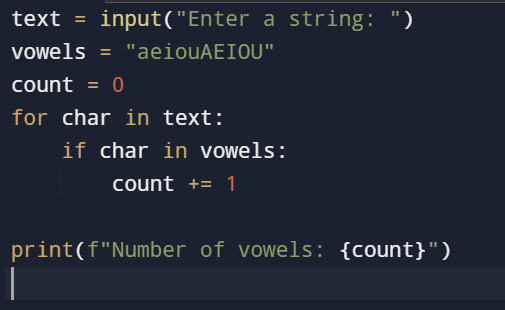 text = input("Enter a string: ")
vowels = "aeiouAEIOU"
count = 0
for char in text:
    if char in vowels:
        count += 1

print(f"Number of vowels: {count}")